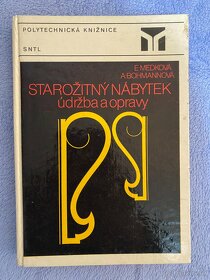 POLYTECHNICKÁ KNIŽNICE
SNTL
E.MEDKOVÁ
A.BOHMANNOVÁ
STAROŽITNÝ NÁBYTEK
údržba a opravy